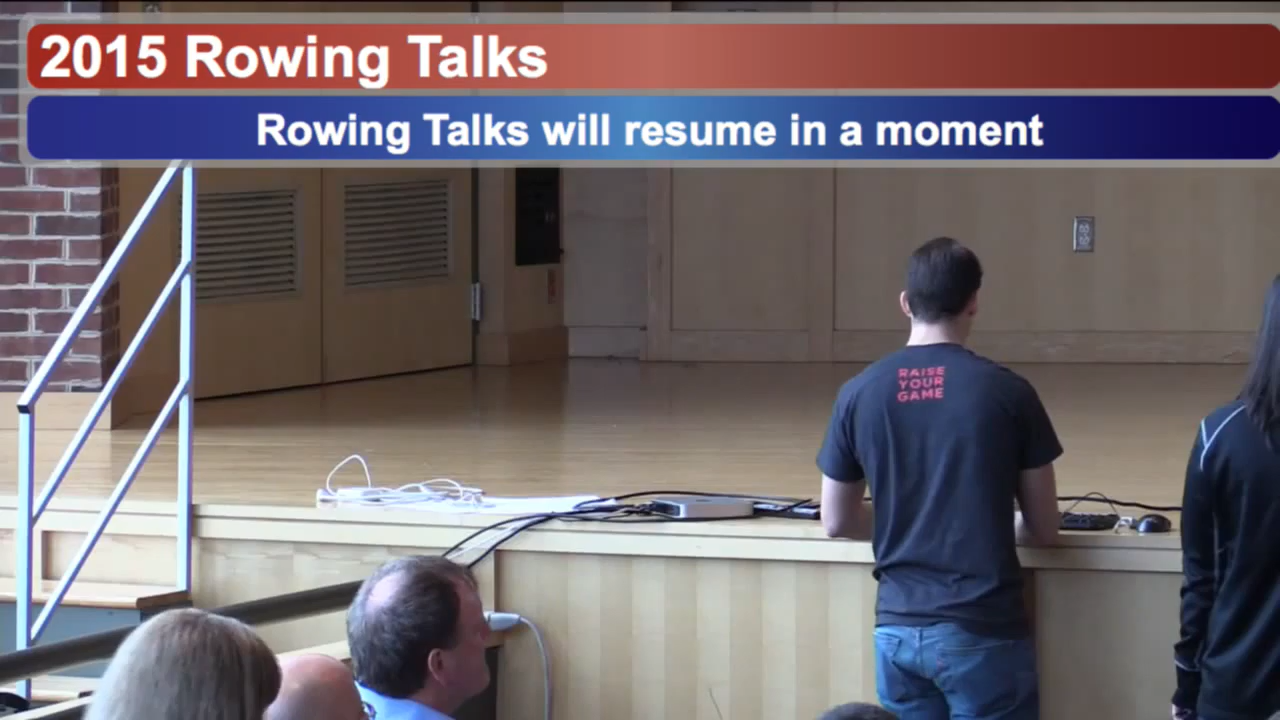 2015 Rowing Talks
Rowing Talks will resume in a moment
RAISE
YOUR
GAME